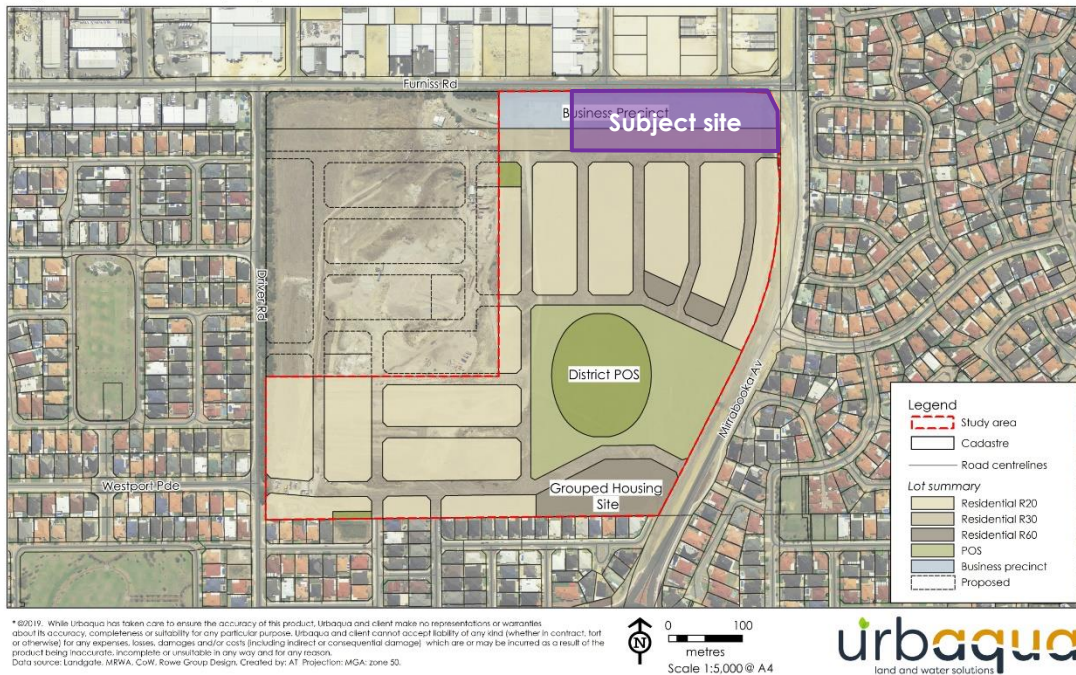 Furniss Rd
Business Precinct
Subject site
Driver Rd
District POS
Mirrabooka Av
Westport Pde
Grouped Housing
Site
Legend
Study area
Cadastre
Road centrelines
Lot summary
Residential R20
Residential R30
Residential R60
POS
Business precinct
Proposed
* ©2019. While Urbaqua has taken care to ensure the accuracy of this product, Urbaqua and client make no representations or warranties
about its accuracy, completeness or suitability for any particular purpose. Urbaqua and client cannot accept liability of any kind (whether in contract, tort
or otherwise) for any expenses, losses, damages and/or costs (including indirect or consequential damage) which are or may be incurred as a result of the
product being inaccurate, incomplete or unsuitable in any way and for any reason.
Data source: Landgate, MRWA, CoW, Rowe Group Design. Created by: AT Projection: MGA: zone 50.
N
0 100
metres
Scale 1:5,000 @ A4
urbaqua
land and water solutions